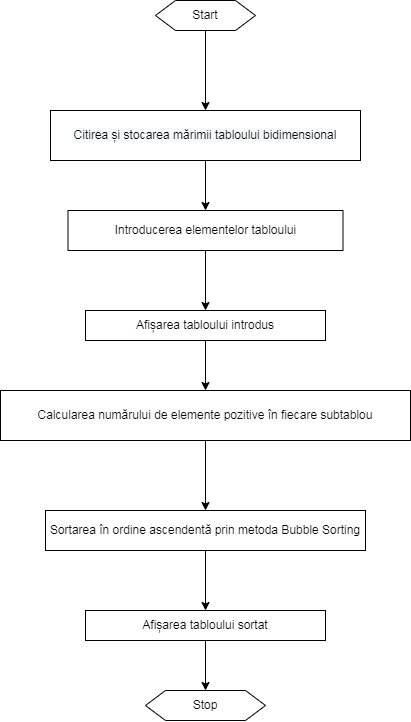 Start
Citirea și stocarea mărimii tabloului bidimensional
Introducerea elementelor tabloului
Afișarea tabloului introdus
Calcularea numărului de elemente pozitive în fiecare subtablou
Sortarea în ordine ascendentă prin metoda Bubble Sorting
Afișarea tabloului sortat
Stop